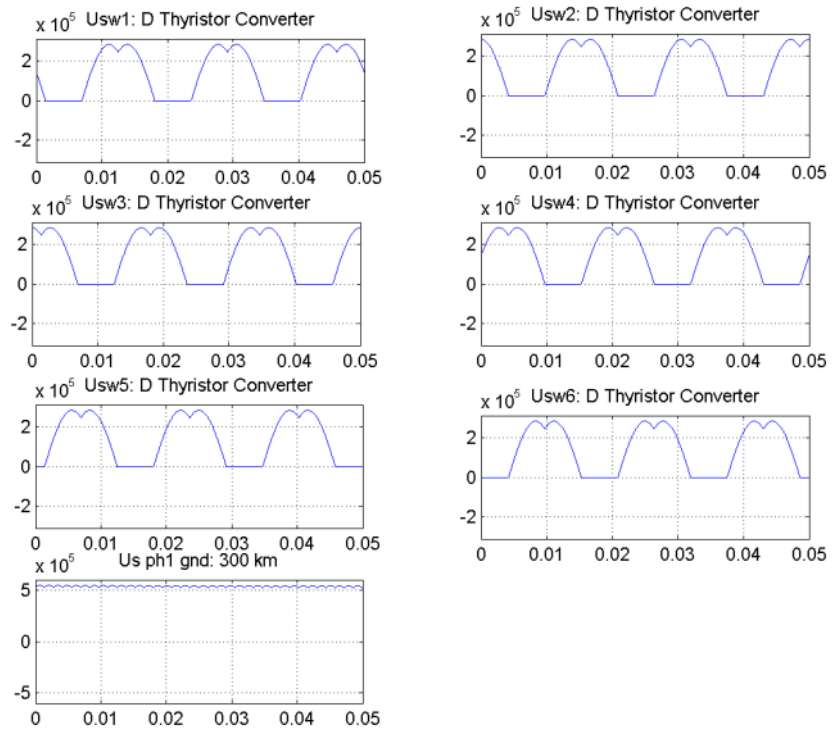 x 10^5 Usw1: D Thyristor Converter
2
0
-2
0 0.01 0.02 0.03 0.04 0.05
x 10^5 Usw2: D Thyristor Converter
2
0
-2
0 0.01 0.02 0.03 0.04 0.05
x 10^5 Usw3: D Thyristor Converter
2
0
-2
0 0.01 0.02 0.03 0.04 0.05
x 10^5 Usw4: D Thyristor Converter
2
0
-2
0 0.01 0.02 0.03 0.04 0.05
x 10^5 Usw5: D Thyristor Converter
2
0
-2
0 0.01 0.02 0.03 0.04 0.05
x 10^5 Usw6: D Thyristor Converter
2
0
-2
0 0.01 0.02 0.03 0.04 0.05
x 10^5 Us ph1 gnd: 300 km
5
0
-5
0 0.01 0.02 0.03 0.04 0.05